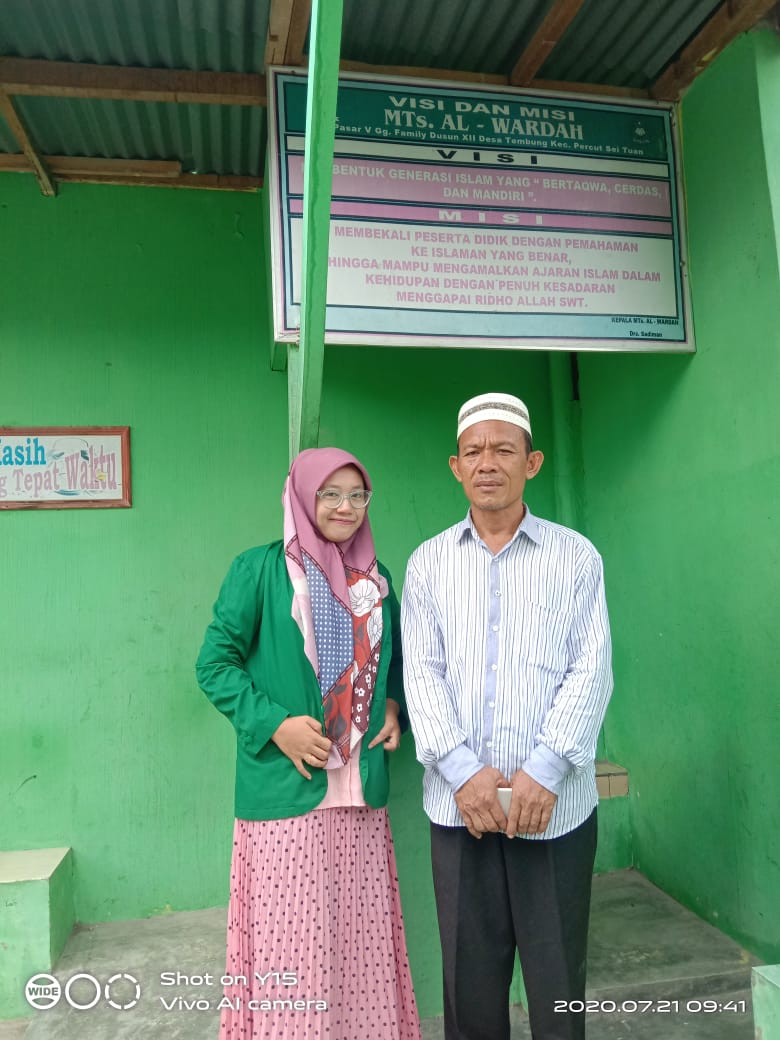 VISI DAN MISI
MTs. AL - WARDAH
Pasar V Gg. Family Dusun XII Desa Tembung Kec. Percut Sei Tuan
VISI
BENTUK GENERASI ISLAM YANG " BERTAQWA, CERDAS,
DAN MANDIRI ".
MISI
MEMBEKALI PESERTA DIDIK DENGAN PEMAHAMAN
KE ISLAMAN YANG BENAR,
HINGGA MAMPU MENGAMALKAN AJARAN ISLAM DALAM
KEHIDUPAN DENGAN PENUH KESADARAN
MENGGAPAI RIDHO ALLAH SWT.
KEPALA MTs. AL - WARDAH
Drs. Sadiman
asih
g Tepat Waktu
WIDE
Shot on Y15
Vivo AI camera
2020.07.21 09:41